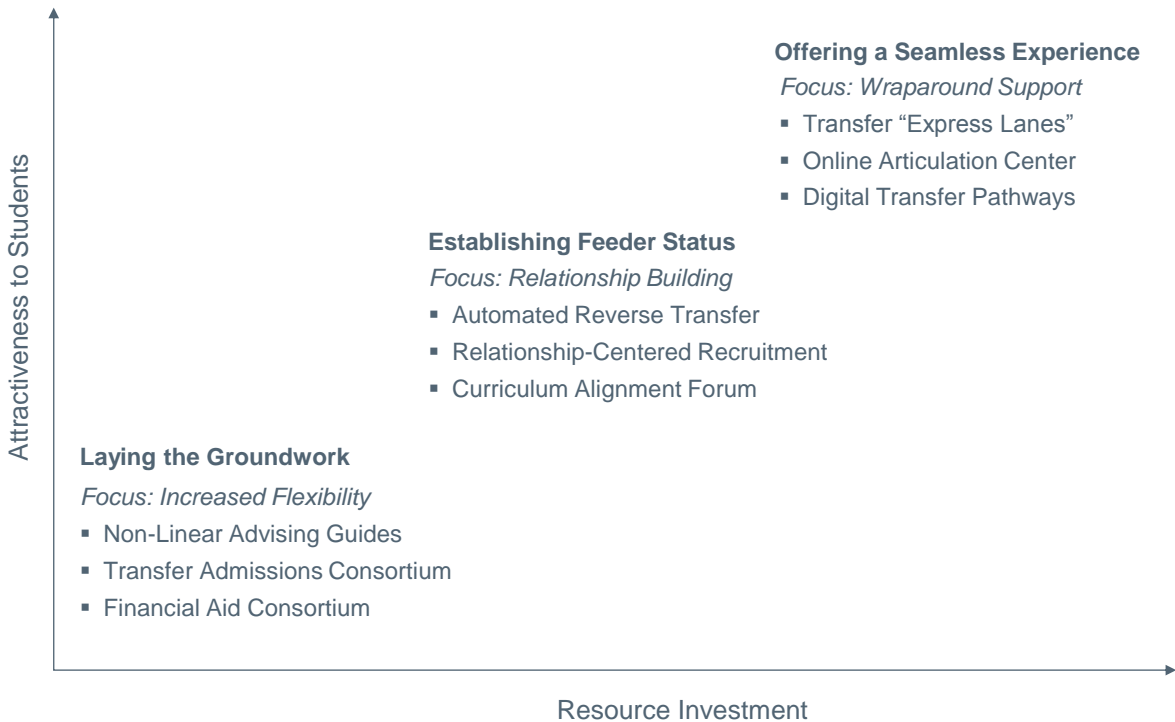 Offering a Seamless Experience
Focus: Wraparound Support
▪ Transfer “Express Lanes”
▪ Online Articulation Center
▪ Digital Transfer Pathways
Establishing Feeder Status
Focus: Relationship Building
▪ Automated Reverse Transfer
▪ Relationship-Centered Recruitment
▪ Curriculum Alignment Forum
Laying the Groundwork
Focus: Increased Flexibility
▪ Non-Linear Advising Guides
▪ Transfer Admissions Consortium
▪ Financial Aid Consortium
Attractiveness to Students
Resource Investment